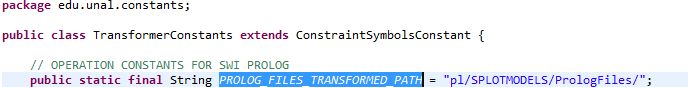 package edu.unal.constants;
public class TransformerConstants extends ConstraintSymbolsConstant {
// OPERATION CONSTANTS FOR SWI PROLOG
public static final String PROLOG_FILES_TRANSFORMED_PATH = "pl/SPLOTMODELS/PrologFiles/";